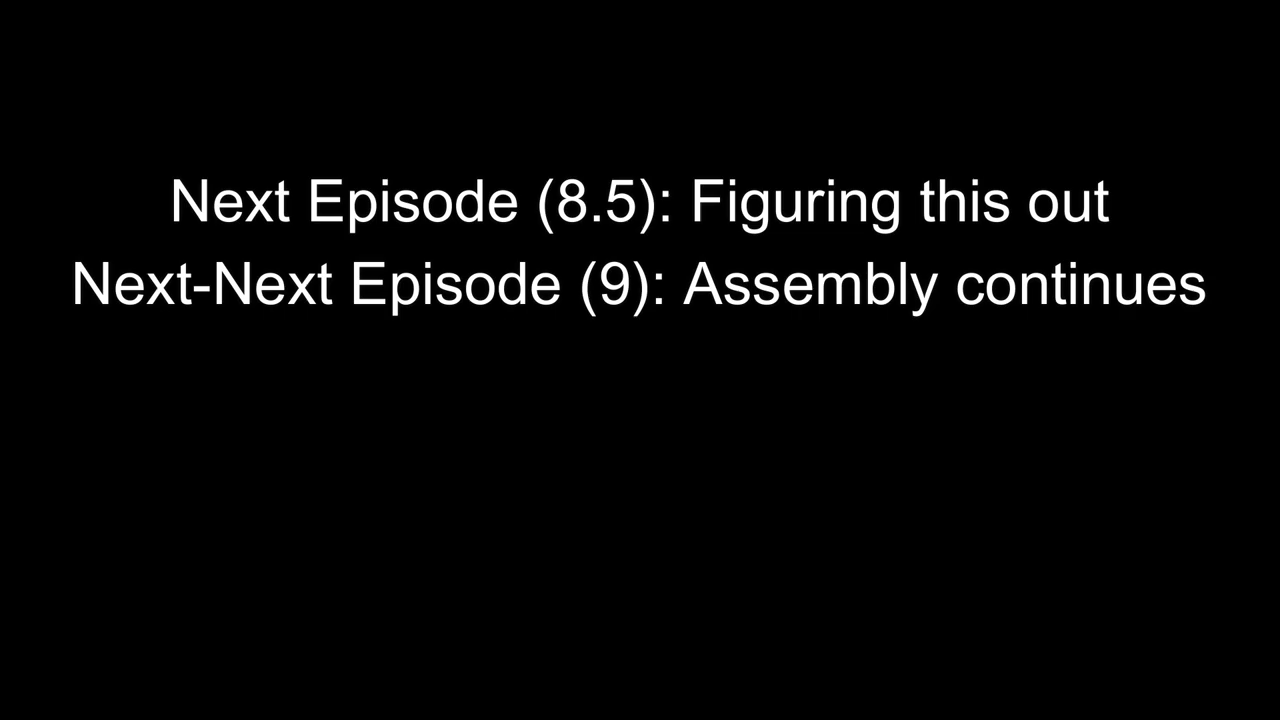 Next Episode (8.5): Figuring this out
Next-Next Episode (9): Assembly continues